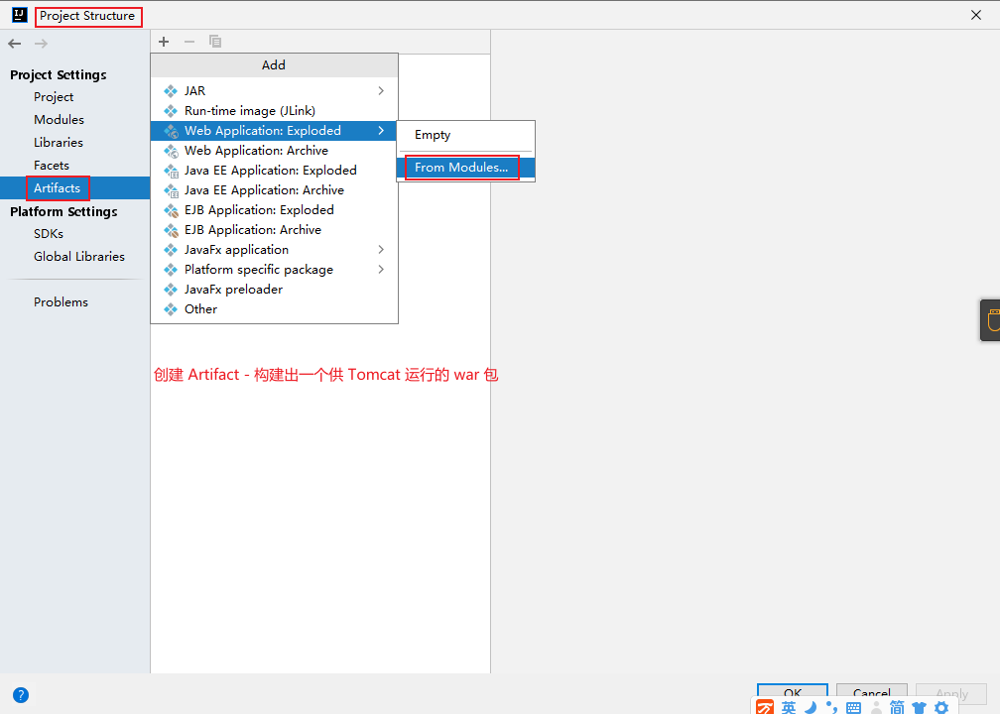 Project Structure
Project Settings
Project
Modules
Libraries
Facets
Artifacts
Platform Settings
SDKs
Global Libraries
Problems
Add
JAR
Run-time image (JLink)
Web Application: Exploded
Web Application: Archive
Java EE Application: Exploded
Java EE Application: Archive
EJB Application: Exploded
EJB Application: Archive
JavaFx application
Platform specific package
JavaFx preloader
Other
Empty
From Modules...
创建 Artifact - 构建出一个供 Tomcat 运行的 war 包
?
OK
Cancel
Apply
英
简